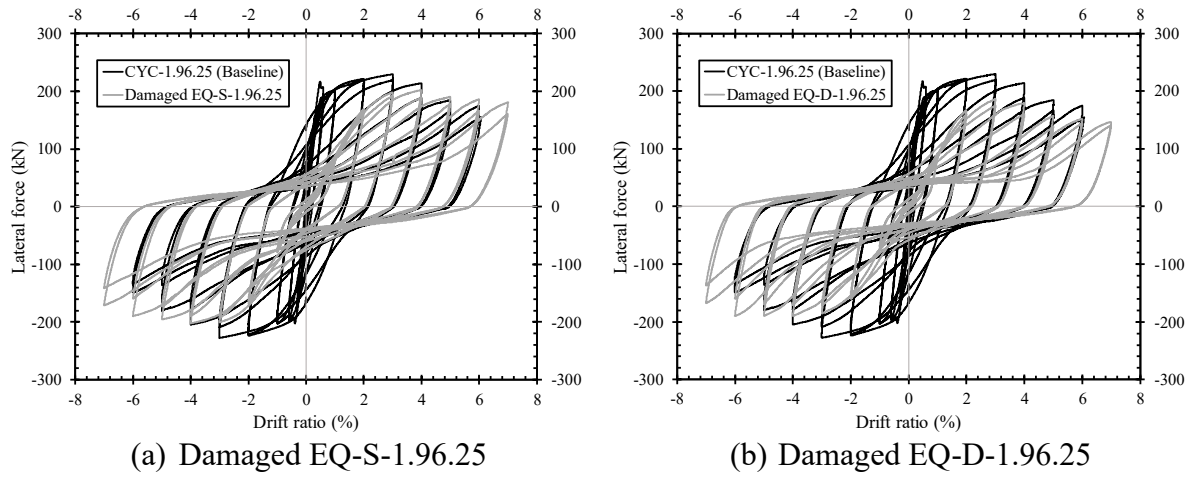 -8 -6 -4 -2 0 2 4 6 8
300 300
CYC-1.96.25 (Baseline)
Damaged EQ-S-1.96.25
200 200
100 100
0 0
-100 -100
-200 -200
-300 -300
Lateral force (kN)
-8 -6 -4 -2 0 2 4 6 8
Drift ratio (%)
(a) Damaged EQ-S-1.96.25
-8 -6 -4 -2 0 2 4 6 8
300 300
CYC-1.96.25 (Baseline)
Damaged EQ-D-1.96.25
200 200
100 100
0 0
-100 -100
-200 -200
-300 -300
Lateral force (kN)
-8 -6 -4 -2 0 2 4 6 8
Drift ratio (%)
(b) Damaged EQ-D-1.96.25